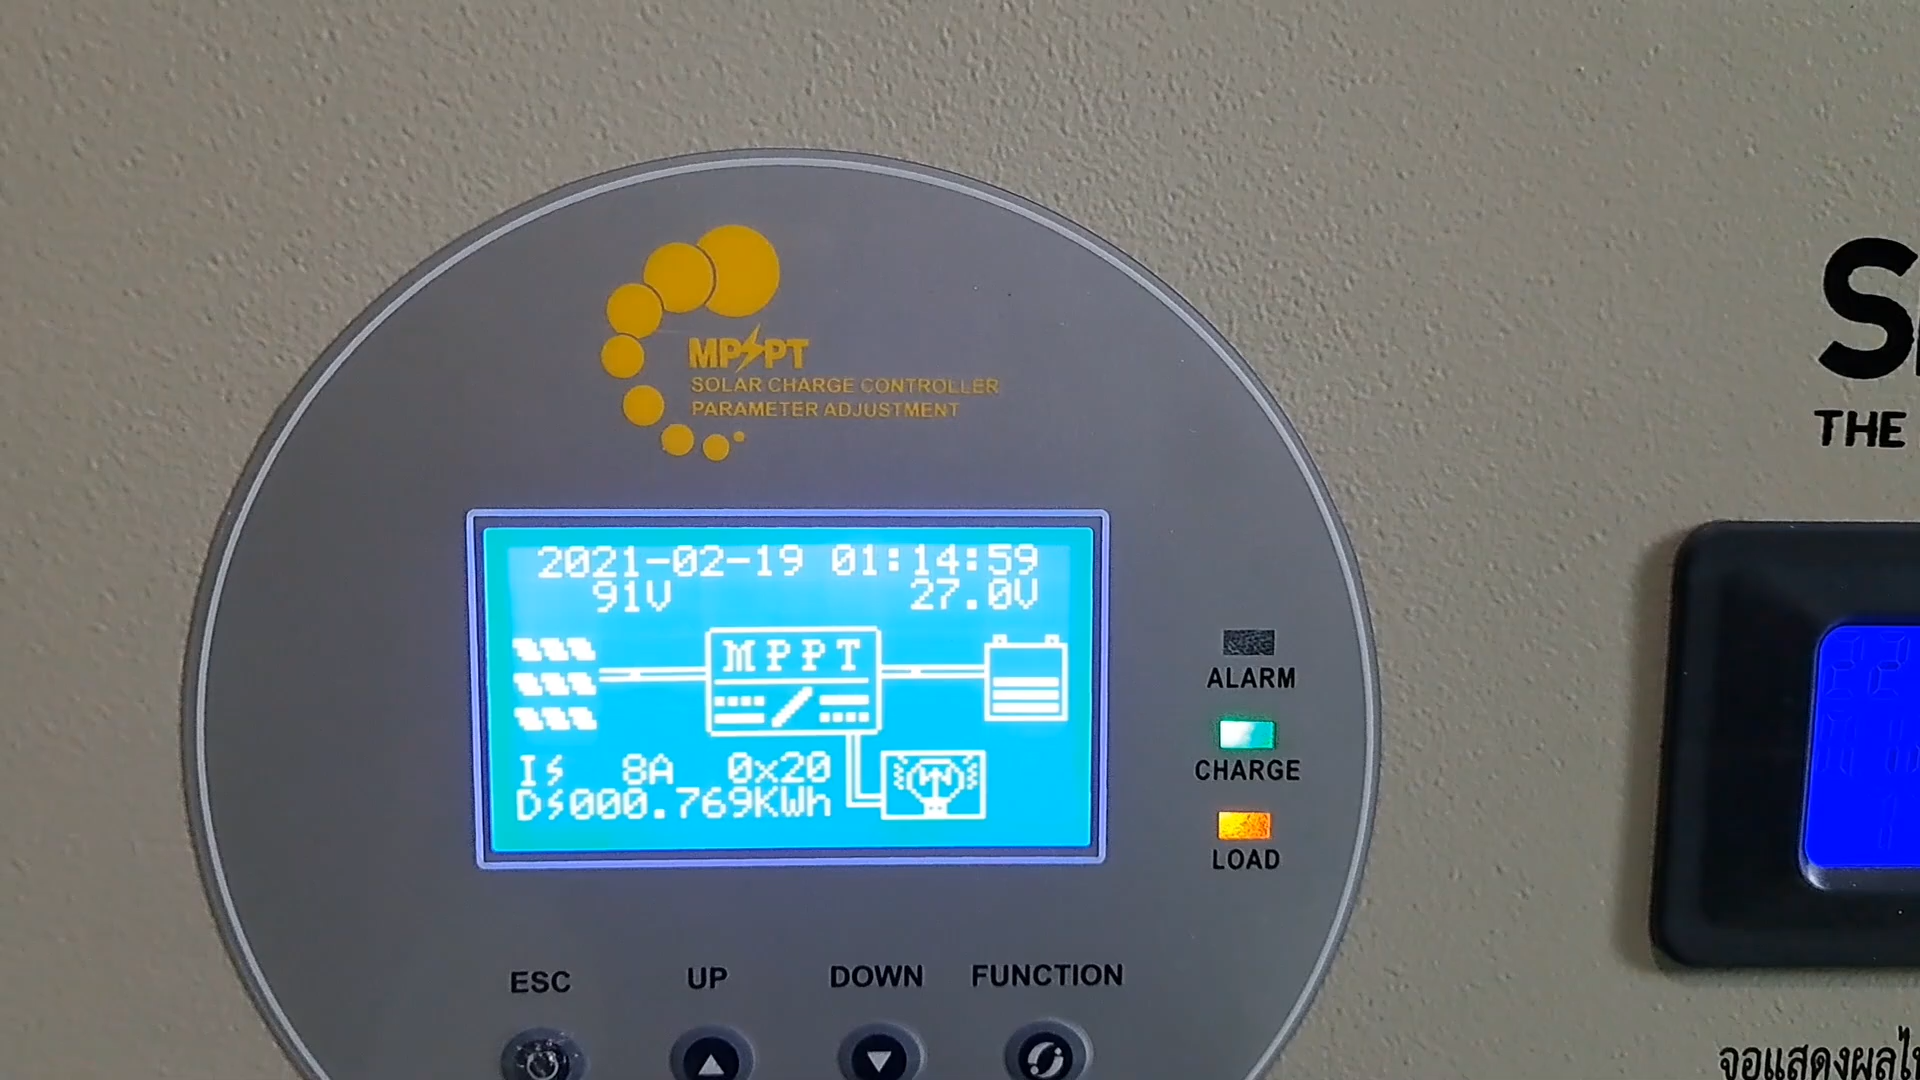 MPPT
SOLAR CHARGE CONTROLLER
PARAMETER ADJUSTMENT
2021-02-19 01:14:59
91V 27.0V
MPPT
I 8A 0x20
D 000.769KWh
ALARM
CHARGE
LOAD
ESC UP DOWN FUNCTION
THE